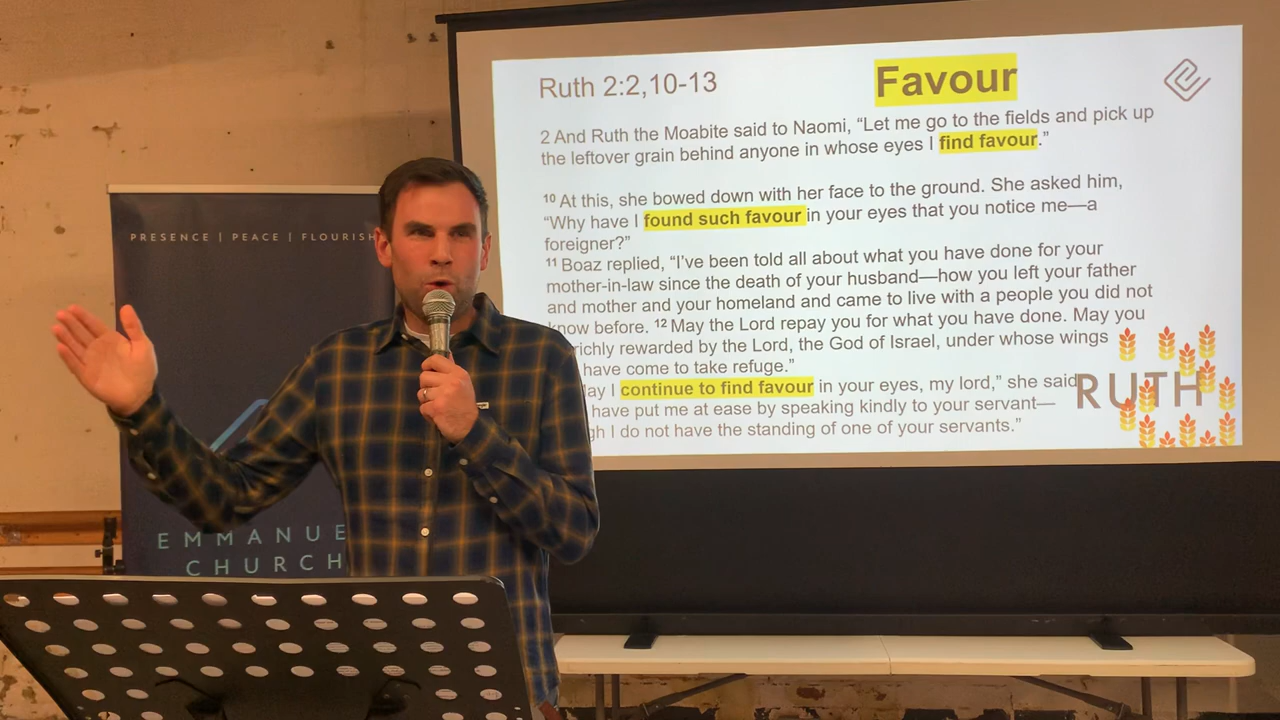 Ruth 2:2,10-13
Favour
2 And Ruth the Moabite said to Naomi, “Let me go to the fields and pick up
the leftover grain behind anyone in whose eyes I find favour.”
¹⁰ At this, she bowed down with her face to the ground. She asked him,
“Why have I found such favour in your eyes that you notice me—a
foreigner?”
¹¹ Boaz replied, “I’ve been told all about what you have done for your
mother-in-law since the death of your husband—how you left your father
and mother and your homeland and came to live with a people you did not
know before. ¹² May the Lord repay you for what you have done. May you
richly rewarded by the Lord, the God of Israel, under whose wings
have come to take refuge.”
ay I continue to find favour in your eyes, my lord,” she said
have put me at ease by speaking kindly to your servant—
gh I do not have the standing of one of your servants.”
RUTH
PRESENCE | PEACE | FLOURISH
EMMANUE
CHURCH